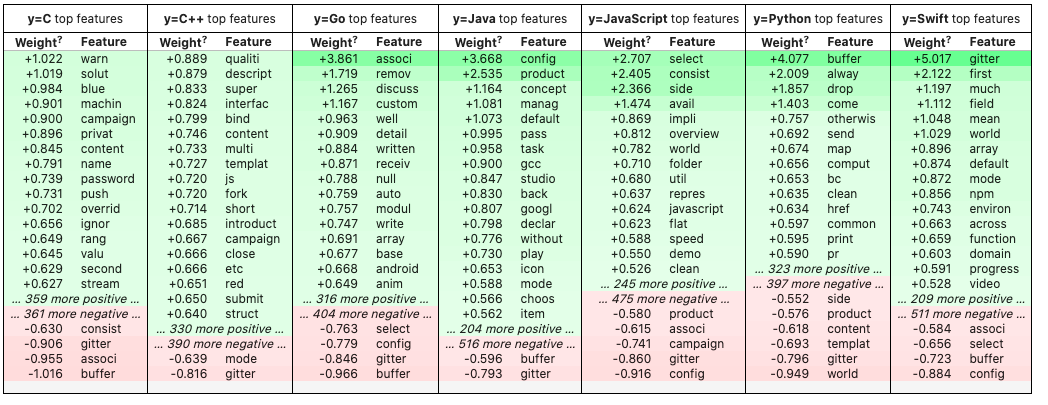 y=C top features y=C++ top features y=Go top features y=Java top features y=JavaScript top features y=Python top features y=Swift top features
Weight? Feature Weight? Feature Weight? Feature Weight? Feature Weight? Feature Weight? Feature Weight? Feature
+1.022 warn +0.889 qualiti +3.861 associ +3.668 config +2.707 select +4.077 buffer +5.017 gitter
+1.019 solut +0.879 descript +1.719 remov +2.535 product +2.405 consist +2.009 alway +2.122 first
+0.984 blue +0.833 super +1.265 discuss +1.164 concept +2.366 side +1.857 drop +1.197 much
+0.901 machin +0.824 interfac +1.167 custom +1.081 manag +1.474 avail +1.403 come +1.112 field
+0.900 campaign +0.799 bind +0.963 well +1.073 default +0.869 impli +0.757 otherwis +1.048 mean
+0.896 privat +0.746 content +0.909 detail +0.995 pass +0.812 overview +0.692 send +1.029 world
+0.845 content +0.733 multi +0.884 written +0.958 task +0.782 world +0.674 map +0.896 array
+0.791 name +0.727 templat +0.871 receiv +0.900 gcc +0.710 folder +0.656 comput +0.874 default
+0.739 password +0.720 js +0.788 null +0.847 studio +0.680 util +0.653 bc +0.872 mode
+0.731 push +0.720 fork +0.759 auto +0.830 back +0.637 repres +0.635 clean +0.856 npm
+0.702 overrid +0.714 short +0.757 modul +0.807 googl +0.624 javascript +0.634 href +0.743 environ
+0.656 ignor +0.685 introduct +0.747 write +0.798 declar +0.623 flat +0.597 common +0.663 across
+0.649 rang +0.667 campaign +0.691 array +0.776 without +0.588 speed +0.595 print +0.659 function
+0.645 valu +0.666 close +0.677 base +0.730 play +0.550 demo +0.590 pr +0.603 domain
+0.629 second +0.666 etc +0.668 android +0.653 icon +0.526 clean … 323 more positive … +0.591 progress
+0.627 stream +0.651 red +0.649 anim +0.588 mode … 245 more positive … … 397 more negative … +0.528 video
… 359 more positive … +0.650 submit … 316 more positive … +0.566 choos … 475 more negative … -0.552 side … 209 more positive …
… 361 more negative … +0.640 struct … 404 more negative … +0.562 item -0.580 product -0.576 product … 511 more negative …
-0.630 consist … 330 more positive … -0.763 select … 204 more positive … -0.615 associ -0.618 content -0.584 associ
-0.906 gitter … 390 more negative … -0.779 config … 516 more negative … -0.741 campaign -0.693 templat -0.656 select
-0.955 associ -0.639 mode -0.846 gitter -0.596 buffer -0.860 gitter -0.796 gitter -0.723 buffer
-1.016 buffer -0.816 gitter -0.966 buffer -0.793 gitter -0.916 config -0.949 world -0.884 config